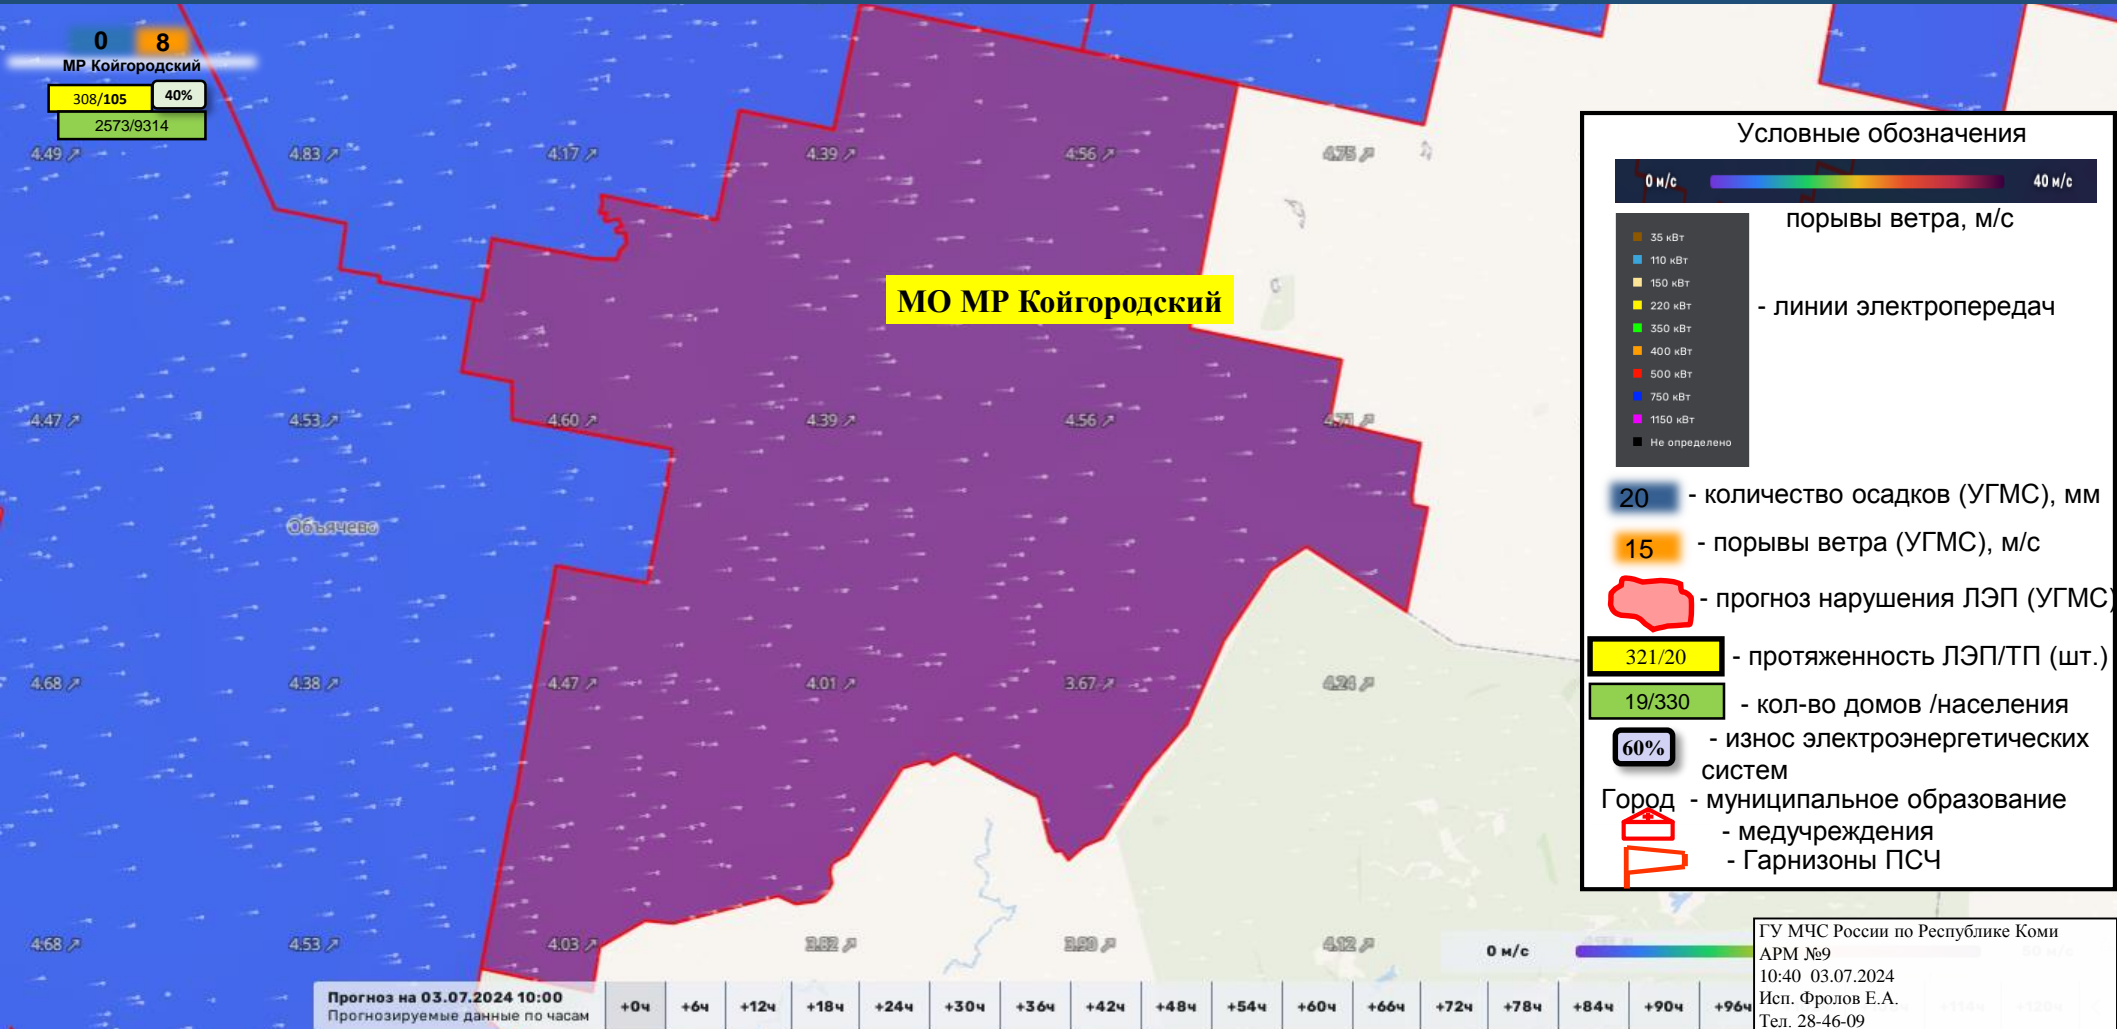 0 8
МР Койгородский
308/105 40%
2573/9314
4.49 4.83 4.17 4.39 4.56 4.75
МО МР Койгородский
4.47 4.53 4.60 4.39 4.56 4.71
Объячево
4.68 4.38 4.47 4.01 3.67 4.24
4.68 4.53 4.03 3.82 3.90 4.12
0 м/с
Прогноз на 03.07.2024 10:00
Прогнозируемые данные по часам
+0ч +6ч +12ч +18ч +24ч +30ч +36ч +42ч +48ч +54ч +60ч +66ч +72ч +78ч +84ч +90ч +96ч
Условные обозначения
0 м/с 40 м/с
порывы ветра, м/с
35 кВт
110 кВт
150 кВт
220 кВт
350 кВт
400 кВт
500 кВт
750 кВт
1150 кВт
Не определено
- линии электропередач
20 - количество осадков (УГМС), мм
15 - порывы ветра (УГМС), м/с
- прогноз нарушения ЛЭП (УГМС)
321/20 - протяженность ЛЭП/ТП (шт.)
19/330 - кол-во домов /населения
60% - износ электроэнергетических
систем
Город - муниципальное образование
- медучреждения
- Гарнизоны ПСЧ
ГУ МЧС России по Республике Коми
АРМ №9
10:40 03.07.2024
Исп. Фролов Е.А.
Тел. 28-46-09